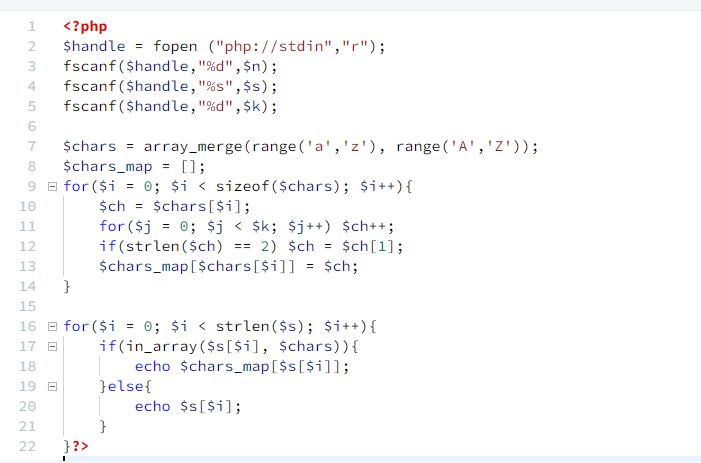 1 <?php
2 $handle = fopen ("php://stdin","r");
3 fscanf($handle,"%d",$n);
4 fscanf($handle,"%s",$s);
5 fscanf($handle,"%d",$k);
6
7 $chars = array_merge(range('a','z'), range('A','Z'));
8 $chars_map = [];
9 for($i = 0; $i < sizeof($chars); $i++){
10 $ch = $chars[$i];
11 for($j = 0; $j < $k; $j++) $ch++;
12 if(strlen($ch) == 2) $ch = $ch[1];
13 $chars_map[$chars[$i]] = $ch;
14 }
15
16 for($i = 0; $i < strlen($s); $i++){
17 if(in_array($s[$i], $chars)){
18 echo $chars_map[$s[$i]];
19 }else{
20 echo $s[$i];
21 }
22 }?>